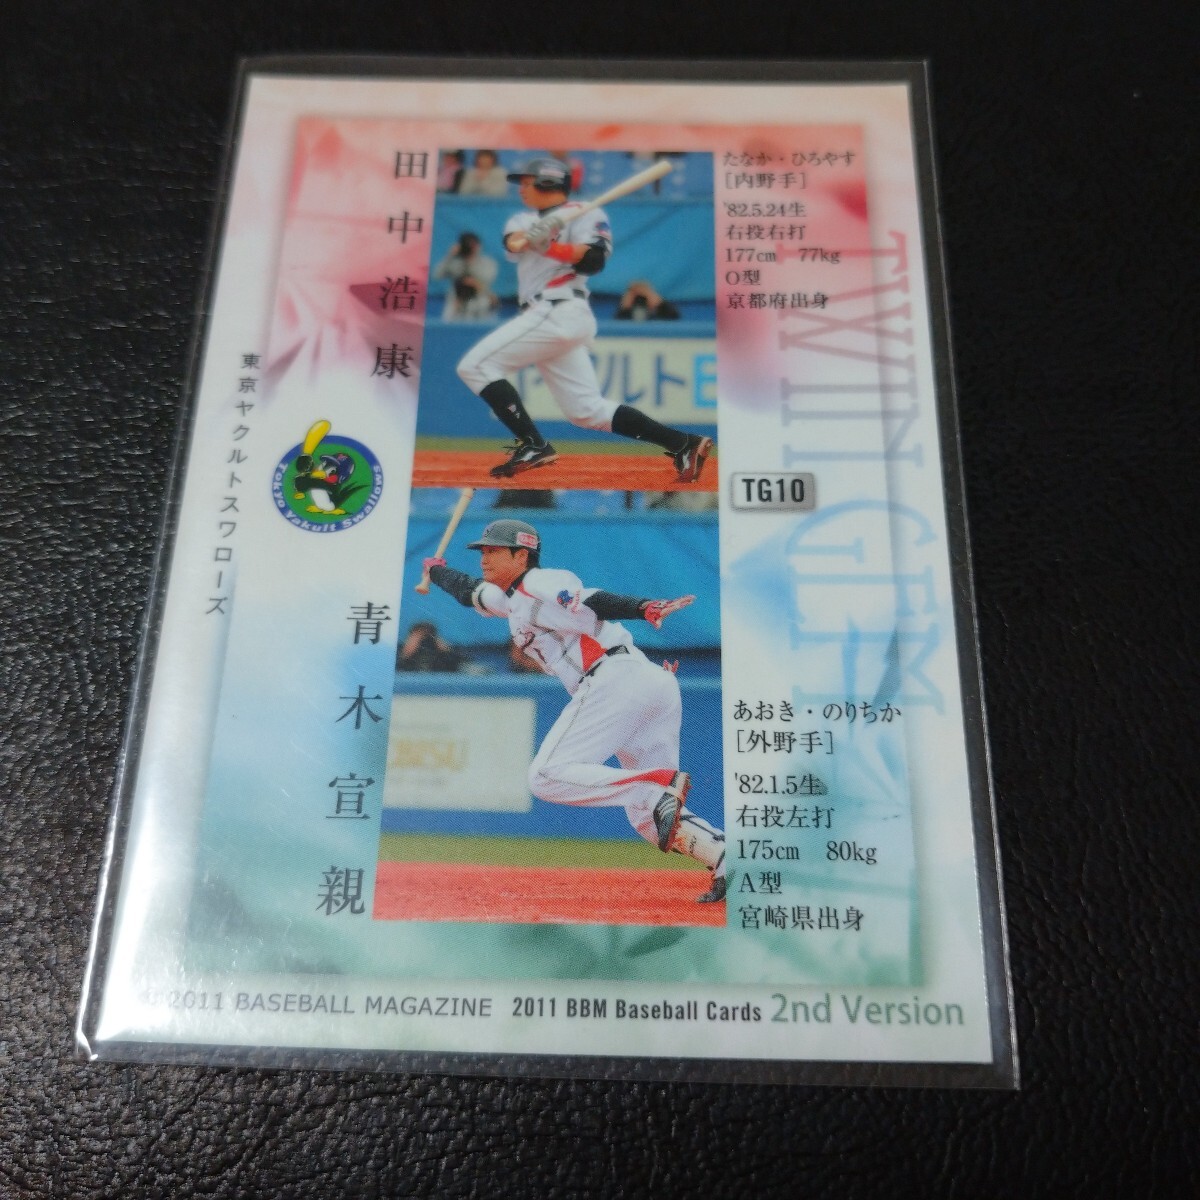 田中浩康
たなか・ひろやす
[内野手]
'82.5.24生
右投右打
177cm 77kg
O型
京都府出身
TWIN GEM
TG10
東京ヤクルトスワローズ
Tokyo Yakult Swallows
青木宣親
あおき・のりちか
[外野手]
'82.1.5生
右投左打
175cm 80kg
A型
宮崎県出身
© 2011 BASEBALL MAGAZINE 2011 BBM Baseball Cards 2nd Version